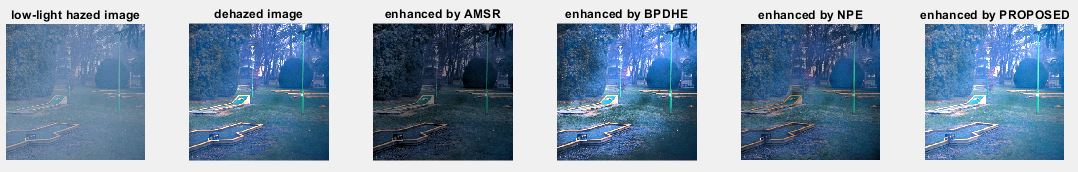 low-light hazed image
dehazed image
enhanced by AMSR
enhanced by BPDHE
enhanced by NPE
enhanced by PROPOSED